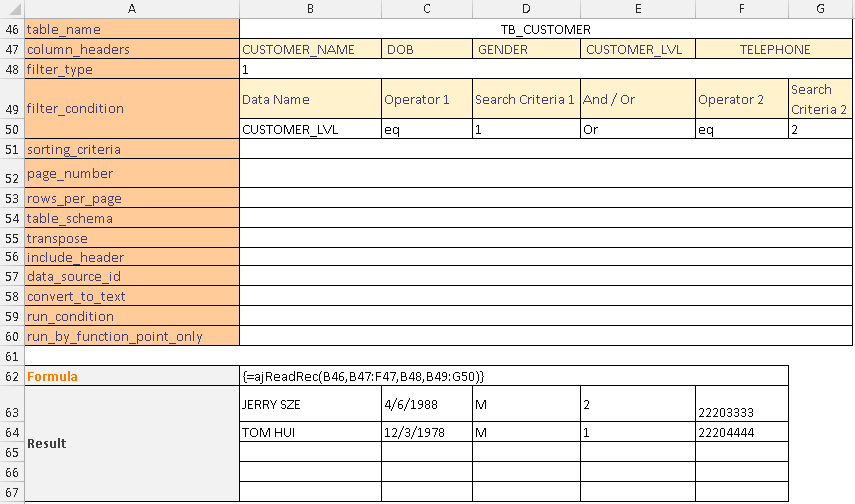 A B C D E F G
46 table_name TB_CUSTOMER
47 column_headers CUSTOMER_NAME DOB GENDER CUSTOMER_LVL TELEPHONE
48 filter_type 1
49 filter_condition Data Name Operator 1 Search Criteria 1 And / Or Operator 2 Search Criteria 2
50 CUSTOMER_LVL eq 1 Or eq 2
51 sorting_criteria
52 page_number
53 rows_per_page
54 table_schema
55 transpose
56 include_header
57 data_source_id
58 convert_to_text
59 run_condition
60 run_by_function_point_only
61
62 Formula {=ajReadRec(B46,B47:F47,B48,B49:G50)}
63 JERRY SZE 4/6/1988 M 2 22203333
64 Result TOM HUI 12/3/1978 M 1 22204444
65
66
67